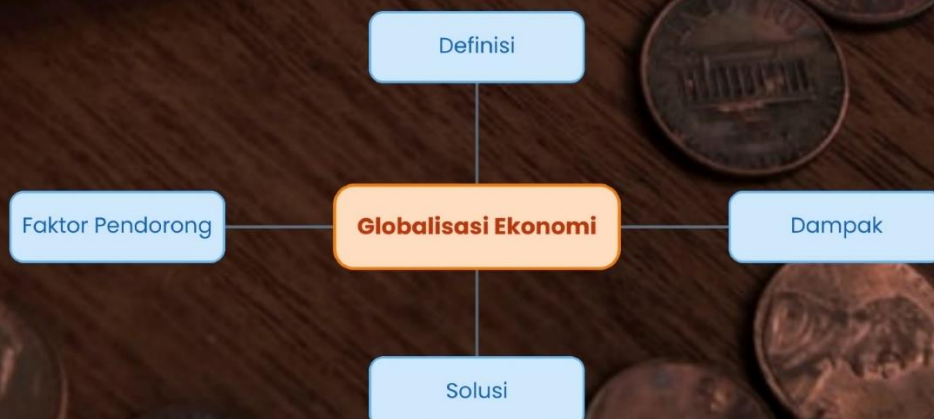 Definisi
Faktor Pendorong
Globalisasi Ekonomi
Dampak
Solusi